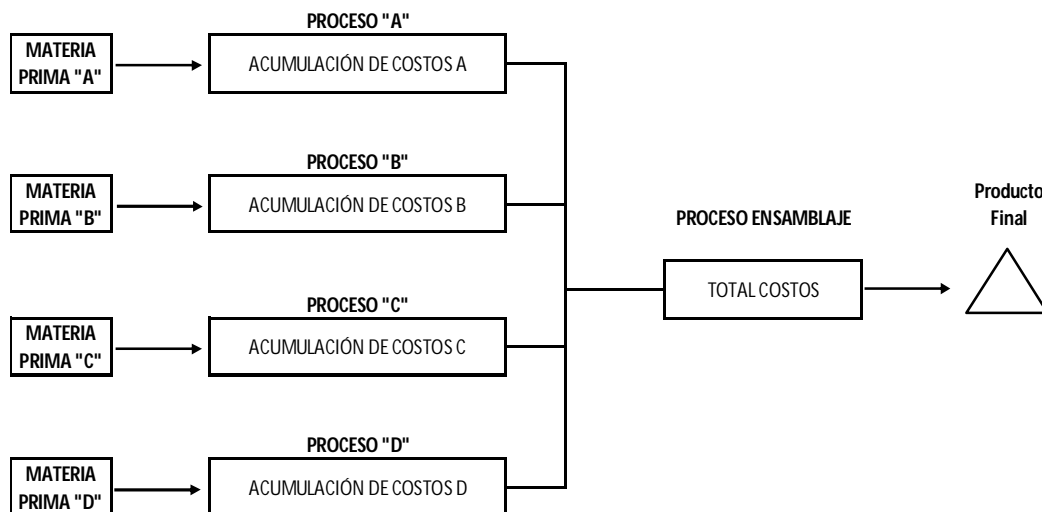 PROCESO "A"
MATERIA
PRIMA "A"
ACUMULACIÓN DE COSTOS A
PROCESO "B"
MATERIA
PRIMA "B"
ACUMULACIÓN DE COSTOS B
PROCESO ENSAMBLAJE
Producto
Final
TOTAL COSTOS
PROCESO "C"
MATERIA
PRIMA "C"
ACUMULACIÓN DE COSTOS C
PROCESO "D"
MATERIA
PRIMA "D"
ACUMULACIÓN DE COSTOS D